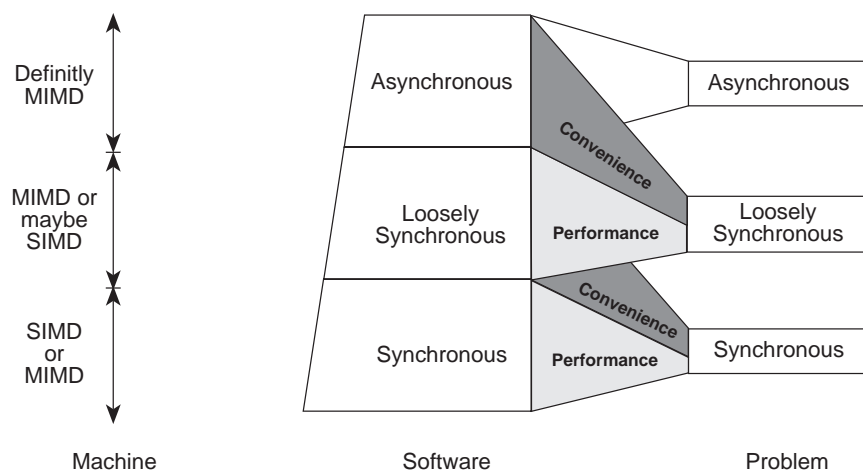 Definitly
MIMD
MIMD or
maybe
SIMD
SIMD
or
MIMD
Machine
Asynchronous
Loosely
Synchronous
Synchronous
Software
Convenience
Performance
Convenience
Performance
Asynchronous
Loosely
Synchronous
Synchronous
Problem